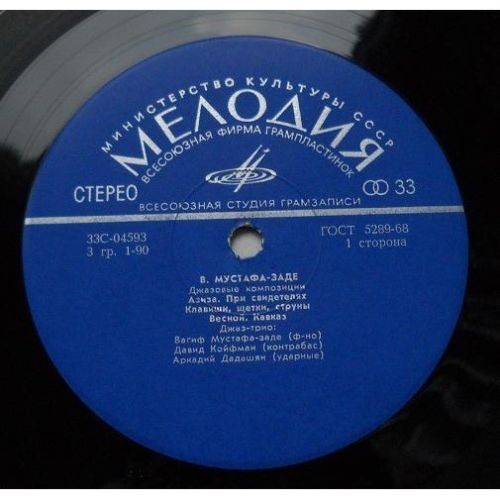 МИНИСТЕРСТВО КУЛЬТУРЫ СССР
МЕЛОДИЯ
ВСЕСОЮЗНАЯ ФИРМА ГРАМПЛАСТИНОК
СТЕРЕО
33
ВСЕСОЮЗНАЯ СТУДИЯ ГРАМЗАПИСИ
33С-04593
ГОСТ 5289-68
3 гр. 1-90
1 сторона
В. МУСТАФА-ЗАДЕ
Джазовые композиции
Азиза. При свидетелях
Клавиши, щетки, струны
Весной. Кавказ
Джаз-трио:
Вагиф Мустафа-заде (ф-но)
Давид Койфман (контрабас)
Аркадий Дадашян (ударные)